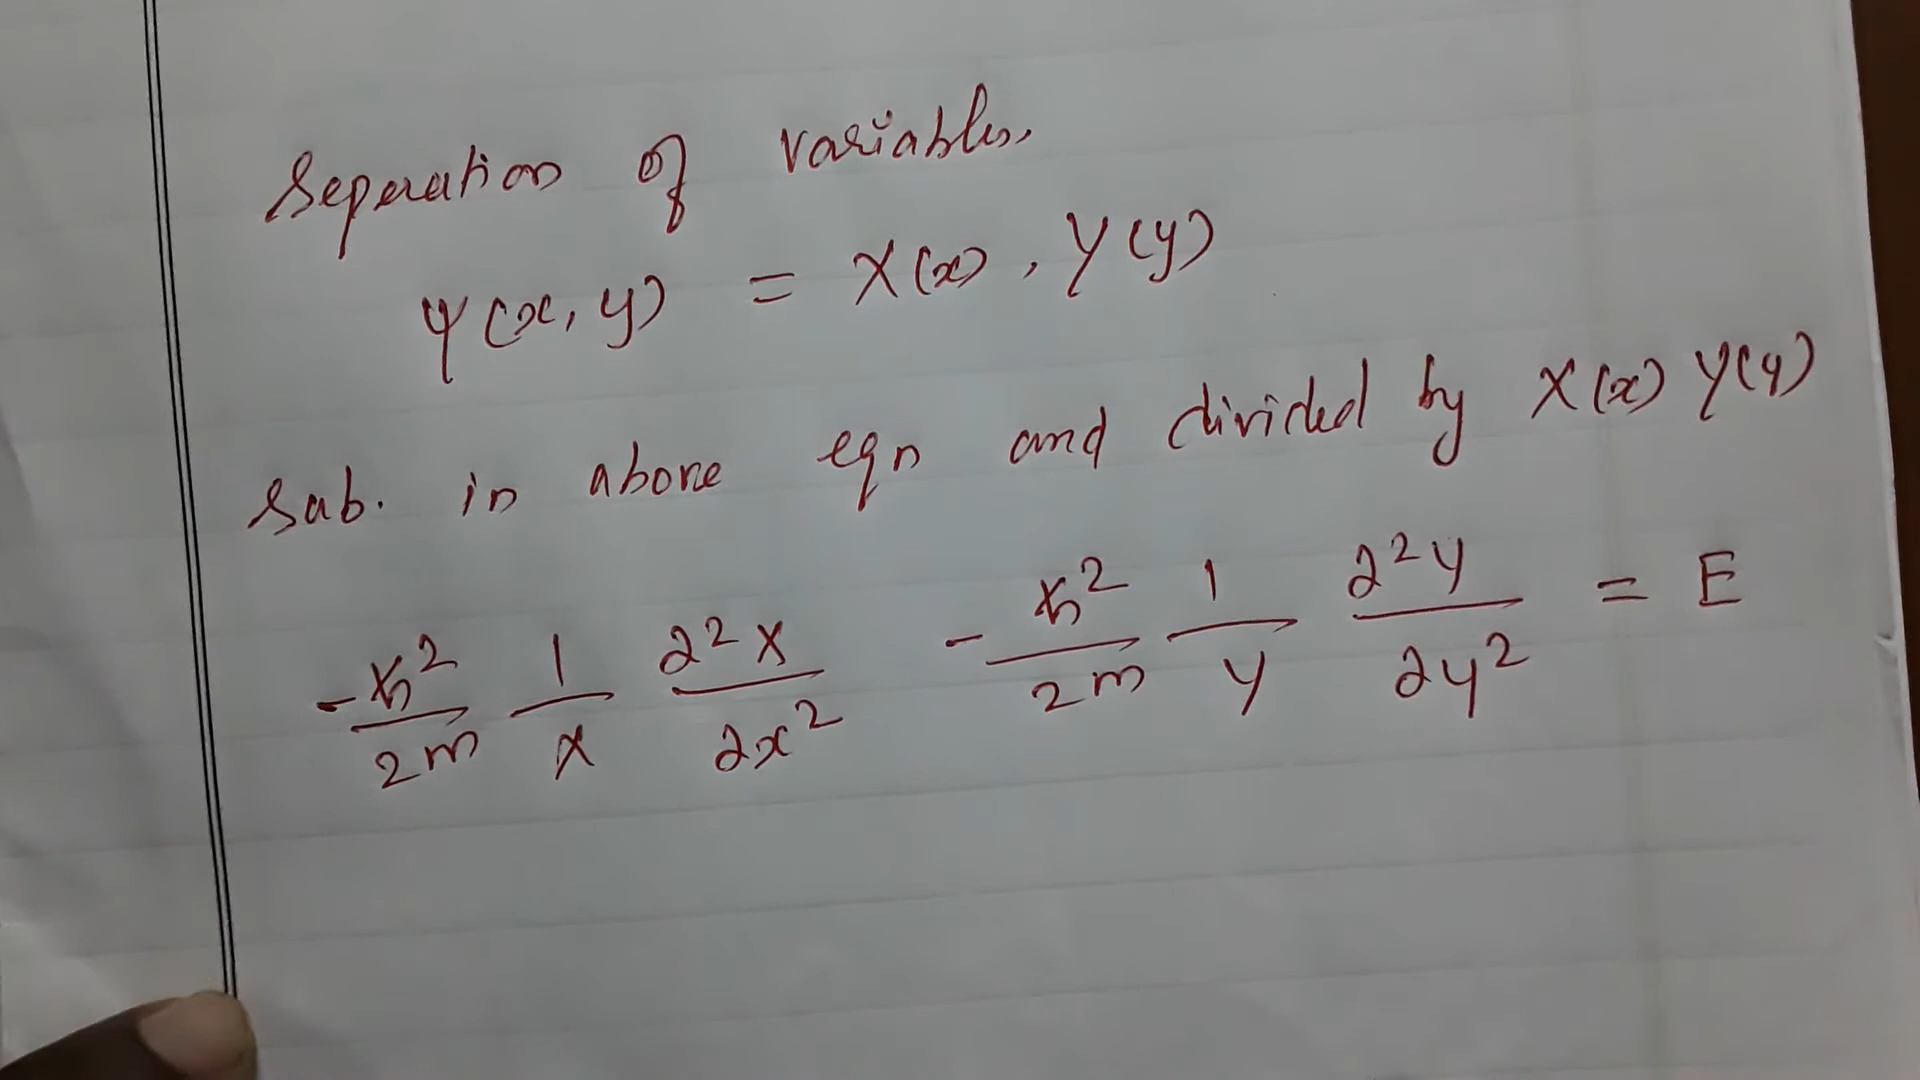 Seperation of variables.
Ψ(x, y) = X(x) . Y(y)
Sub. in above eqn and divided by X(x) Y(y)
-ℏ²/2m 1/X ∂²X/∂x² - ℏ²/2m 1/Y ∂²Y/∂y² = E